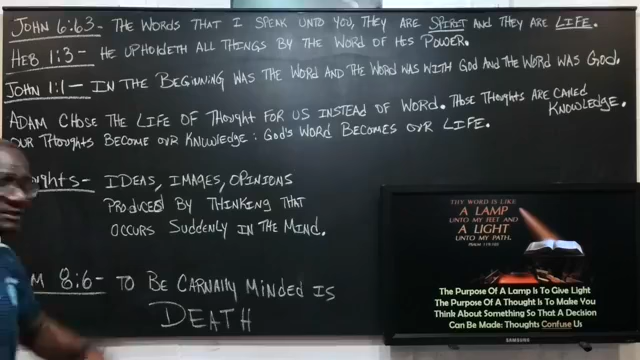 JOHN 6:63- THE WORDS THAT I SPEAK UNTO YOU, THEY ARE SPIRIT AND THEY ARE LIFE.
HEB 1:3- HE UPHOLDETH ALL THINGS BY THE WORD OF HIS POWER.
JOHN 1:1- IN THE BEGINNING WAS THE WORD AND THE WORD WAS WITH GOD AND THE WORD WAS GOD.
ADAM CHOSE THE LIFE OF THOUGHT FOR US INSTEAD OF WORD. THOSE THOUGHTS ARE CALLED KNOWLEDGE.
OUR THOUGHTS BECOME OUR KNOWLEDGE: GOD'S WORD BECOMES OUR LIFE.
ughts- IDEAS, IMAGES, OPINIONS
PRODUCED BY THINKING THAT
OCCURS SUDDENLY IN THE MIND.
M 8:6- TO BE CARNALLY MINDED IS
DEATH
THY WORD IS LIKE
A LAMP
UNTO MY FEET AND
A LIGHT
UNTO MY PATH.
PSALM 119:105
The Purpose Of A Lamp Is To Give Light
The Purpose Of A Thought Is To Make You
Think About Something So That A Decision
Can Be Made: Thoughts Confuse Us
SAMSUNG